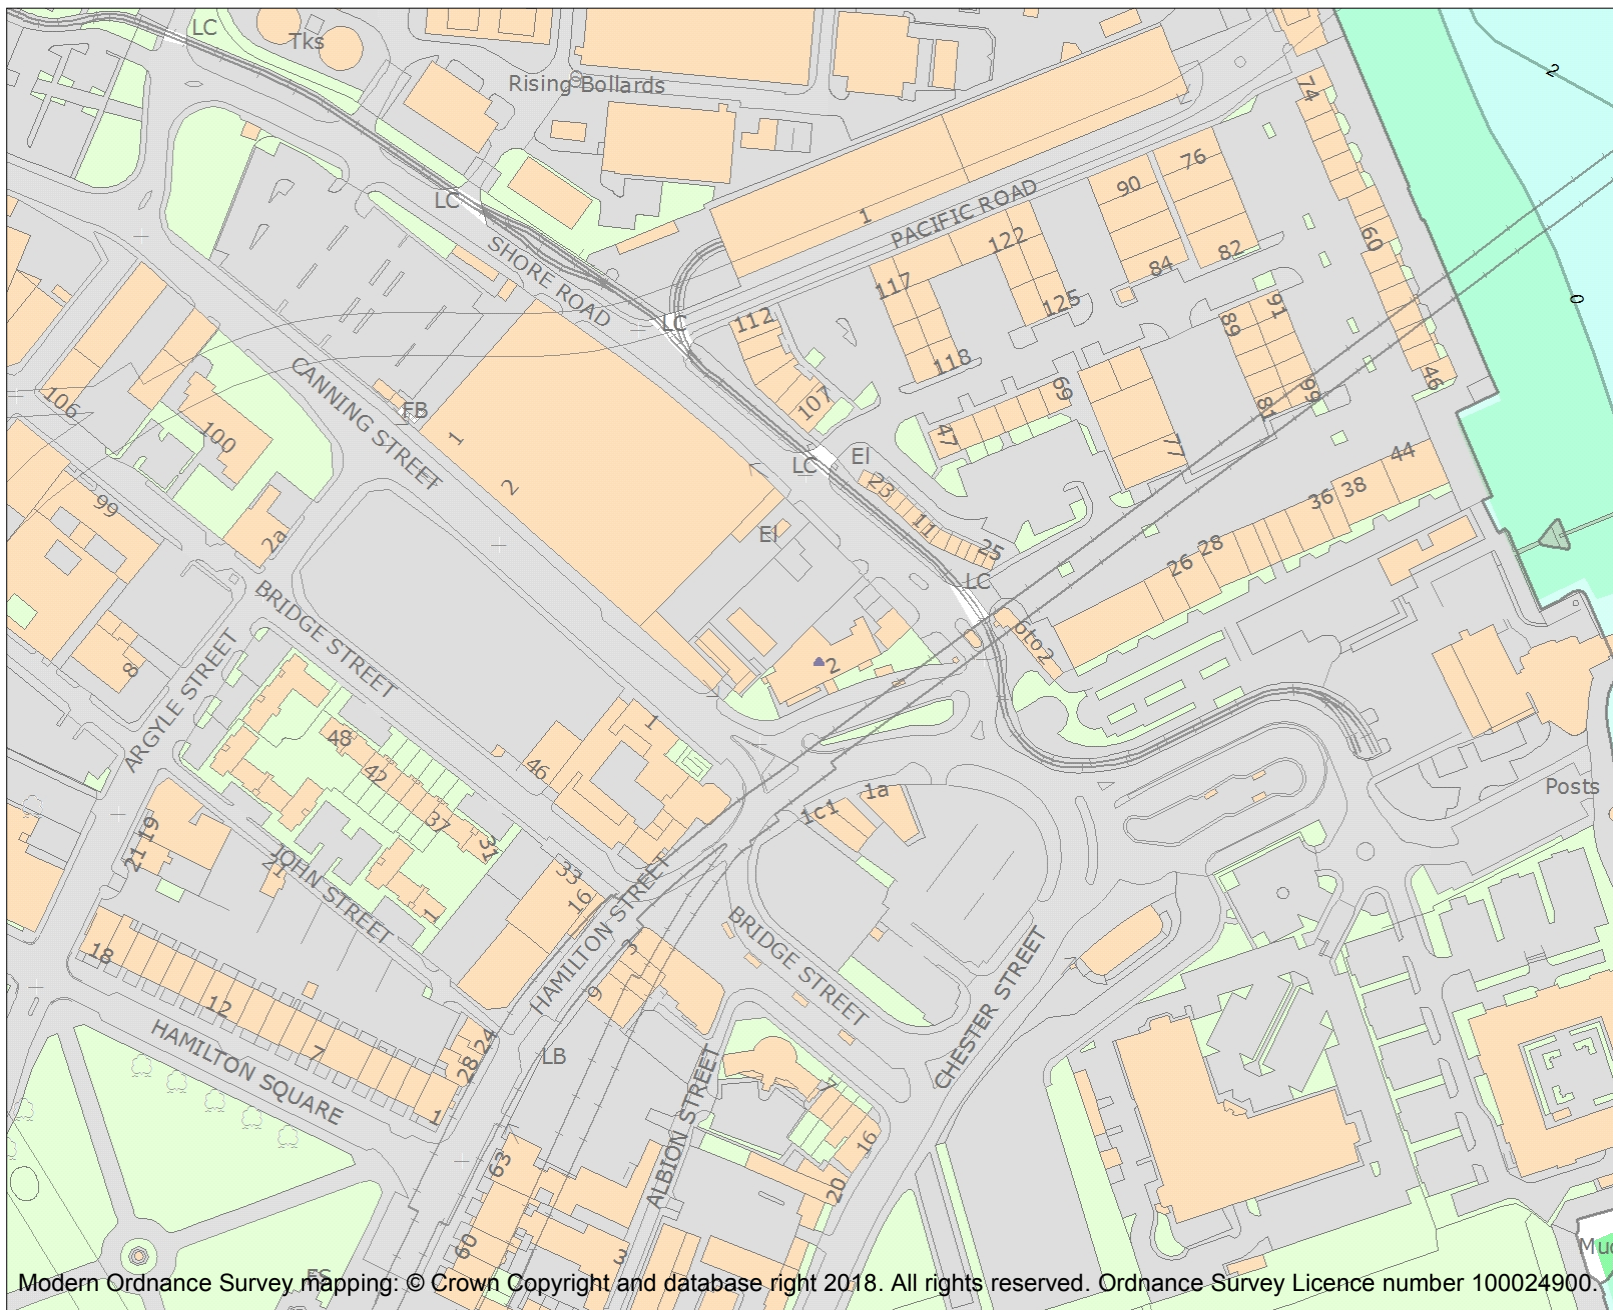 LC
Tks
Rising Bollards
2
74
76
90
LC
1
PACIFIC ROAD
122
60
SHORE ROAD
82
84
117
125
0
LC
112
89
91
CANNING STREET
118
46
69
99
81
106
FB
107
100
1
47
77
LC
El
44
2
23
36
38
99
11
El
2a
25
28
26
LC
BRIDGE STREET
6to2
8
2
ARGYLE STREET
1
48
46
42
Posts
1a
1c1
37
19
21
31
JOHN STREET
21
33
16
HAMILTON STREET
1
BRIDGE STREET
3
18
CHESTER STREET
9
12
HAMILTON SQUARE
7
24
28
LB
ALBION STREET
7
1
16
63
20
60
3
Mud
FS
Modern Ordnance Survey mapping: © Crown Copyright and database right 2018. All rights reserved. Ordnance Survey Licence number 100024900.